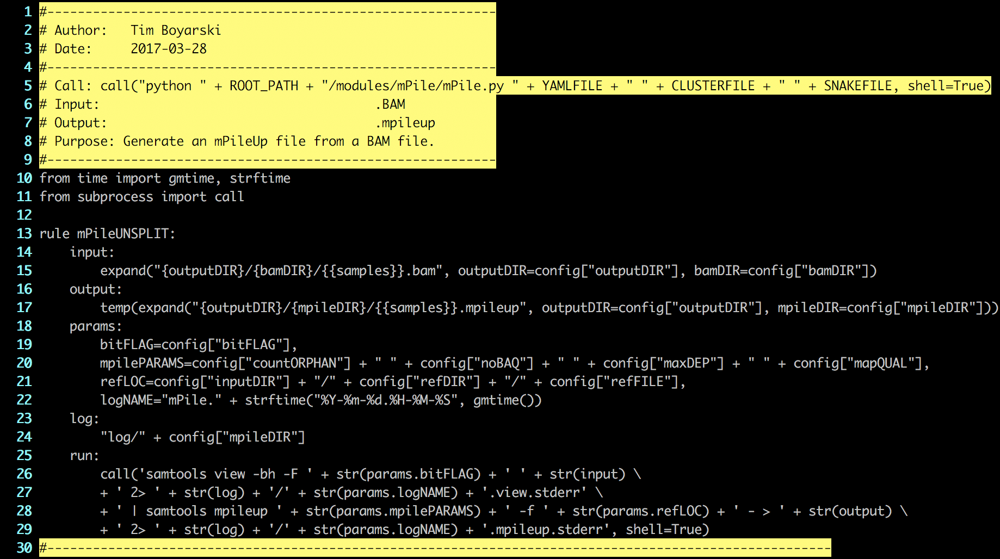 1 #-----------------------------------------------------------
2 # Author:   Tim Boyarski
3 # Date:     2017-03-28
4 #-----------------------------------------------------------
5 # Call: call("python " + ROOT_PATH + "/modules/mPile/mPile.py " + YAMLFILE + " " + CLUSTERFILE + " " + SNAKEFILE, shell=True)
6 # Input:                                    .BAM
7 # Output:                                   .mpileup
8 # Purpose: Generate an mPileUp file from a BAM file.
9 #-----------------------------------------------------------
10 from time import gmtime, strftime
11 from subprocess import call
12
13 rule mPileUNSPLIT:
14     input:
15         expand("{outputDIR}/{bamDIR}/{{samples}}.bam", outputDIR=config["outputDIR"], bamDIR=config["bamDIR"])
16     output:
17         temp(expand("{outputDIR}/{mpileDIR}/{{samples}}.mpileup", outputDIR=config["outputDIR"], mpileDIR=config["mpileDIR"]))
18     params:
19         bitFLAG=config["bitFLAG"],
20         mpilePARAMS=config["countORPHAN"] + " " + config["noBAQ"] + " " + config["maxDEP"] + " " + config["mapQUAL"],
21         refLOC=config["inputDIR"] + "/" + config["refDIR"] + "/" + config["refFILE"],
22         logNAME="mPile." + strftime("%Y-%m-%d.%H-%M-%S", gmtime())
23     log:
24         "log/" + config["mpileDIR"]
25     run:
26         call('samtools view -bh -F ' + str(params.bitFLAG) + ' ' + str(input) \
27         + ' 2> ' + str(log) + '/' + str(params.logNAME) + '.view.stderr' \
28         + ' | samtools mpileup ' + str(params.mpilePARAMS) + ' -f ' + str(params.refLOC) + ' - > ' + str(output) \
29         + ' 2> ' + str(log) + '/' + str(params.logNAME) + '.mpileup.stderr', shell=True)
30 #-------------------------------------------------------------------------------------------------------